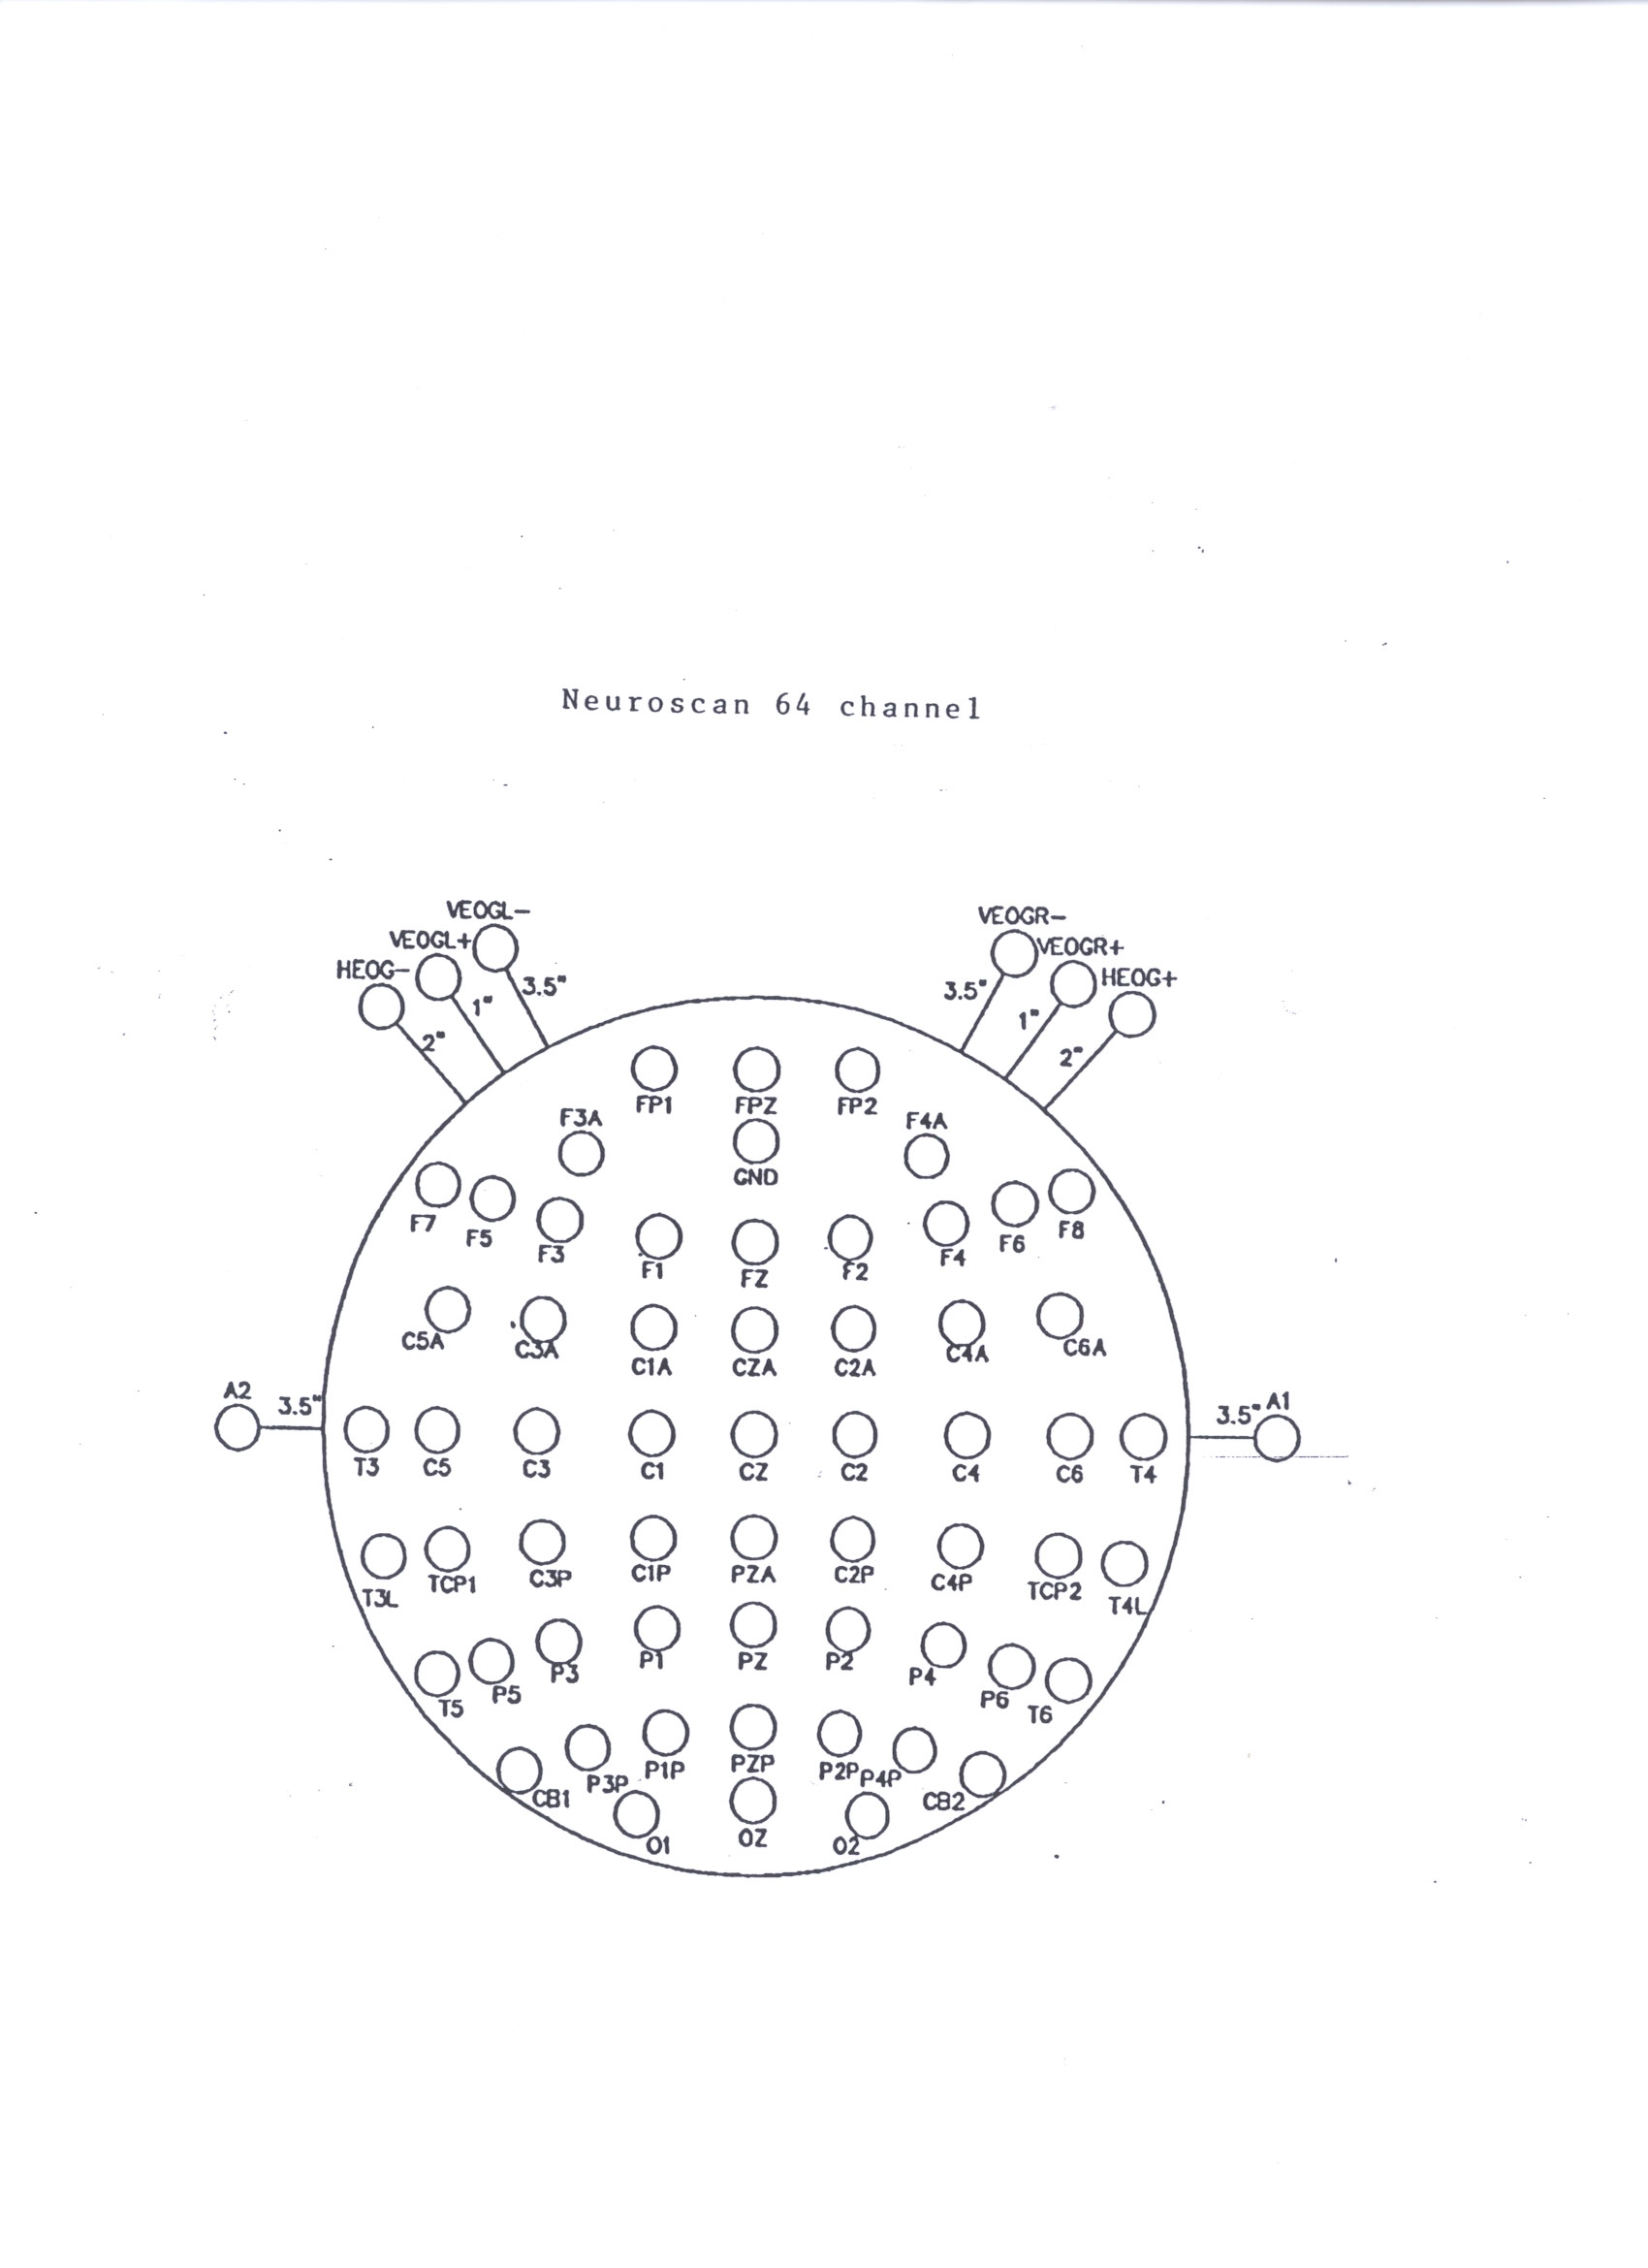 Neuroscan 64 channel
VEOGL− VEOGR−
VEOGL+ VEOGR+
HEOG− HEOG+
3.5" 3.5"
1" 1"
2" 2"
FP1 FPZ FP2
F3A F4A
GND
F7 F5 F3 F1 FZ F2 F4 F6 F8
C5A C3A C1A CZA C2A C4A C6A
A2 3.5" 3.5" A1
T3 C5 C3 C1 CZ C2 C4 C6 T4
T3L TCP1 C3P C1P PZA C2P C4P TCP2 T4L
T5 P5 P3 P1 PZ P2 P4 P6 T6
CB1 P3P P1P PZP P2P P4P CB2
O1 OZ O2